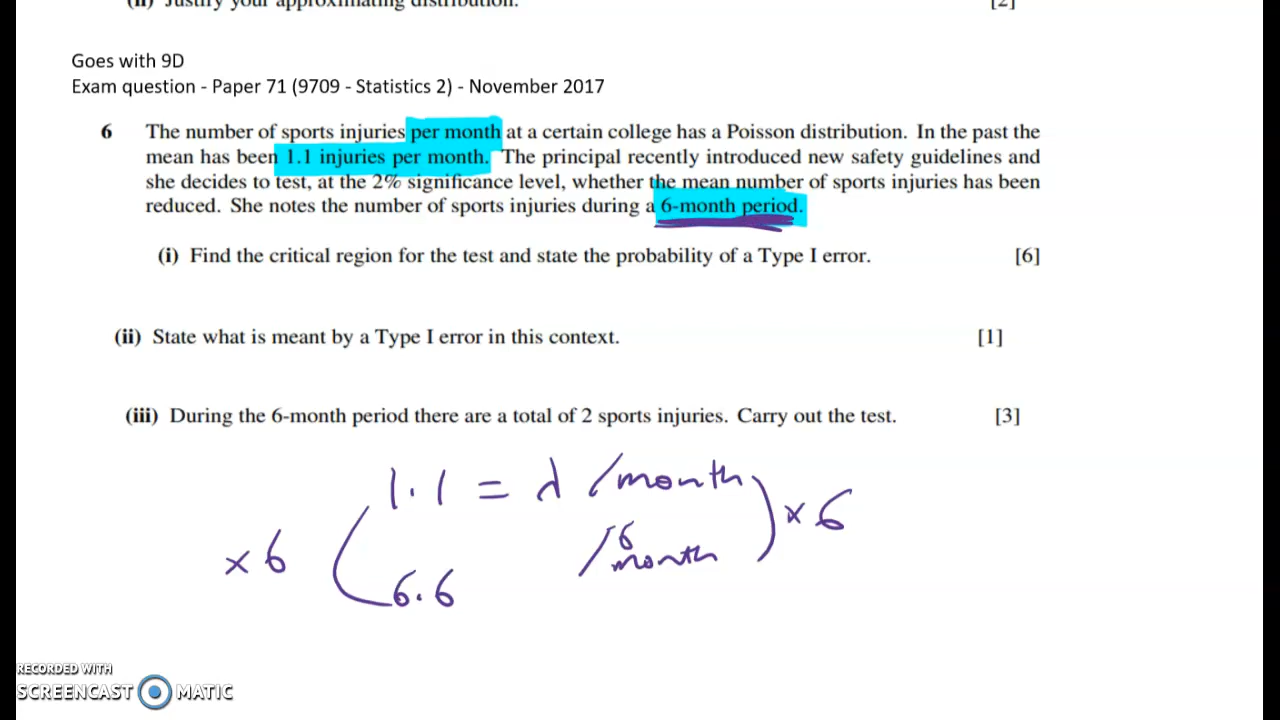 (ii) Justify your approximating distribution. [2]
Goes with 9D
Exam question - Paper 71 (9709 - Statistics 2) - November 2017
6 The number of sports injuries per month at a certain college has a Poisson distribution. In the past the
mean has been 1.1 injuries per month. The principal recently introduced new safety guidelines and
she decides to test, at the 2% significance level, whether the mean number of sports injuries has been
reduced. She notes the number of sports injuries during a 6-month period.
(i) Find the critical region for the test and state the probability of a Type I error. [6]
(ii) State what is meant by a Type I error in this context. [1]
(iii) During the 6-month period there are a total of 2 sports injuries. Carry out the test. [3]
1.1 = λ /month
×6 /6 month ×6
6.6
RECORDED WITH
SCREENCAST MATIC